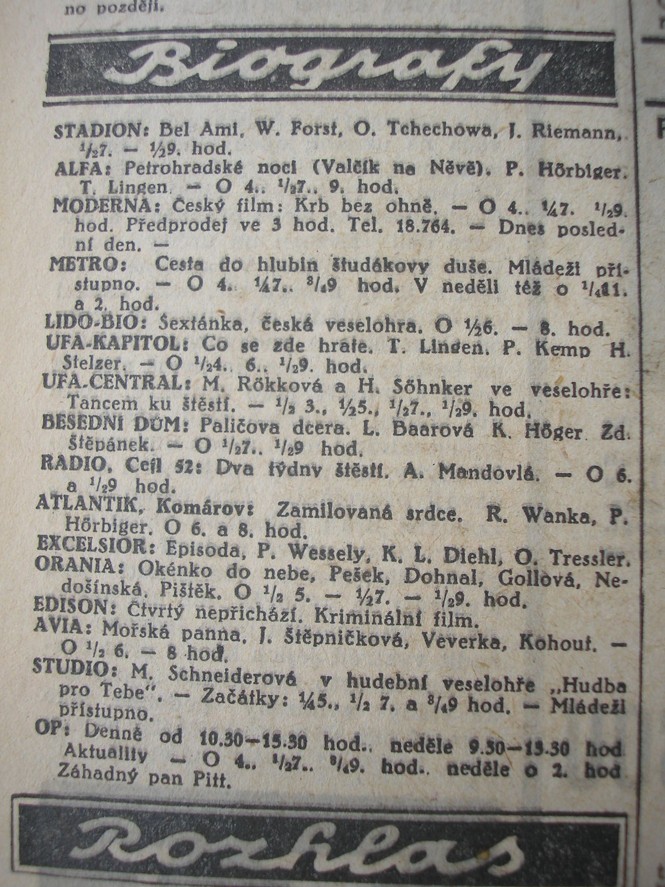 no později.
Biografy
STADION: Bel Ami, W. Forst, O. Tchechowa, J. Riemann,
½7. — ½9. hod.
ALFA: Petrohradské noci (Valčík na Něvě). P. Hörbiger.
T. Lingen. — O 4.. ½7.. 9. hod.
MODERNA: Český film: Krb bez ohně. — O 4.. ¼7. ½9.
hod. Předprodej ve 3 hod. Tel. 18.764. — Dnes posled-
ní den. —
METRO: Cesta do hlubin študákovy duše. Mládeži pří-
stupno. — O 4. ¼7.. ¾9 hod. V neděli též o ¼11.
a 2. hod.
LIDO-BIO: Sextánka, česká veselohra. O ½6. — 8. hod.
UFA-KAPITOL: Co se zde hraje. T. Lingen. P. Kemp H.
Stelzer. — O ¼4. 6.. ½9. hod.
UFA-CENTRAL: M. Rökková a H. Söhnker ve veselohře:
Tancem ku štěstí. — ½ 3., ½5., ½7., ½9. hod.
BESEDNÍ DŮM: Paličova dcera. L. Baarová K. Höger Zd.
Štěpánek. — O ½7.. ½9 hod.
RADIO, Cejl 52: Dva týdny štěstí. A. Mandovlá. — O 6.
a ½9 hod.
ATLANTIK, Komárov: Zamilovaná srdce. R. Wanka, P.
Hörbiger. O 6. a 8. hod.
EXCELSIOR: Episoda, P. Wessely, K. L. Diehl, O. Tressler.
ORANIA: Okénko do nebe, Pešek, Dohnal, Gollová, Ne-
došínská, Pištěk. O ½ 5. — ½7. — ½9. hod.
EDISON: Čtvrtý nepřichází. Kriminální film.
AVIA: Mořská panna, J. Štěpničková, Veverka, Kohout. —
O ½ 6. — 8 hod.
STUDIO: M. Schneiderová v hudební veselohře „Hudba
pro Tebe". — Začátky: ¼5., ½ 7. a ¾9 hod. — Mládeži
přístupno.
OP: Denně od 10.30—15.30 hod.. neděle 9.30—13.30 hod
Aktuality — O 4.. ½7.. ¾9. hod.. neděle o 2. hod
Záhadný pan Pitt.
Rozhlas